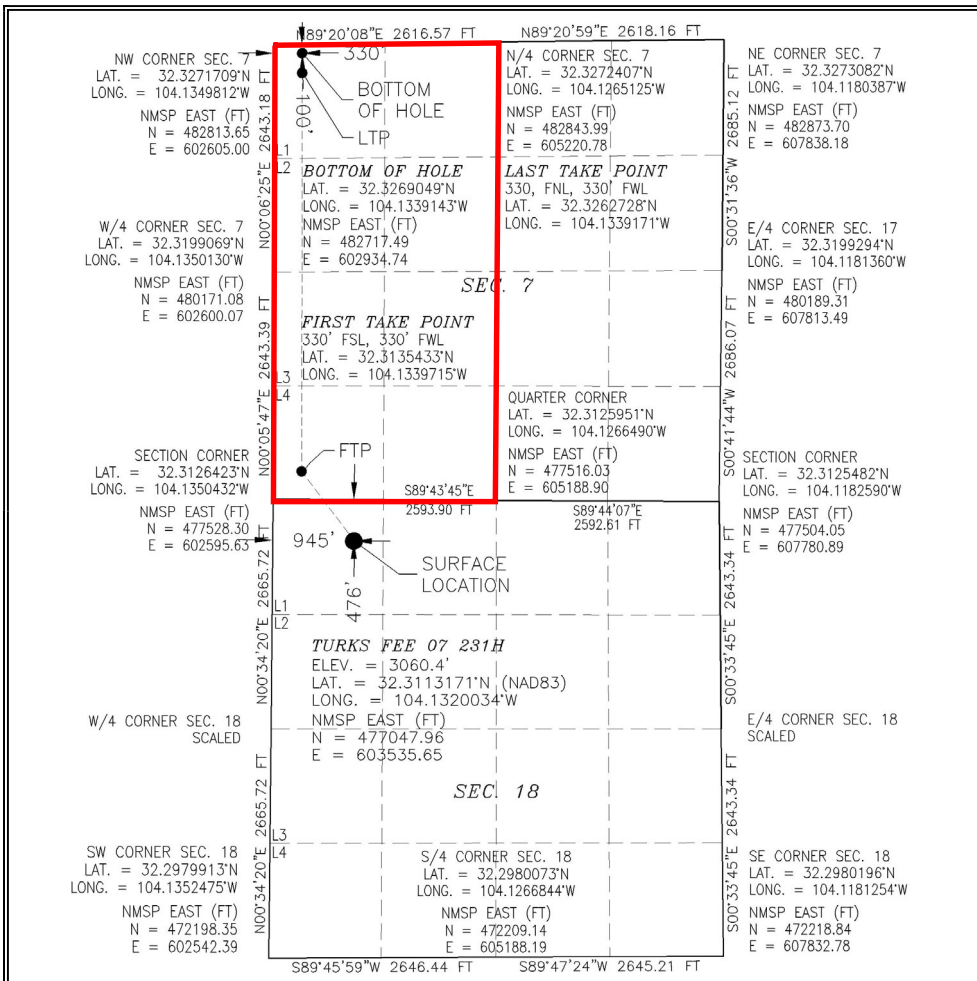 N89°20'08"E 2616.57 FT
N89°20'59"E 2618.16 FT
NW CORNER SEC. 7
LAT. = 32.3271709°N
LONG. = 104.1349812°W
NMSP EAST (FT)
N = 482813.65
E = 602605.00
N00°06'25"E 2643.18 FT
330'
100'
BOTTOM
OF HOLE
LTP
N/4 CORNER SEC. 7
LAT. = 32.3272407°N
LONG. = 104.1265125°W
NMSP EAST (FT)
N = 482843.99
E = 605220.78
NE CORNER SEC. 7
LAT. = 32.3273082°N
LONG. = 104.1180387°W
NMSP EAST (FT)
N = 482873.70
E = 607838.18
S00°31'36"W 2685.12 FT
L1
L2
BOTTOM OF HOLE
LAT. = 32.3269049°N
LONG. = 104.1339143°W
NMSP EAST (FT)
N = 482717.49
E = 602934.74
LAST TAKE POINT
330, FNL, 330' FWL
LAT. = 32.3262728°N
LONG. = 104.1339171°W
W/4 CORNER SEC. 7
LAT. = 32.3199069°N
LONG. = 104.1350130°W
NMSP EAST (FT)
N = 480171.08
E = 602600.07
E/4 CORNER SEC. 17
LAT. = 32.3199294°N
LONG. = 104.1181360°W
NMSP EAST (FT)
N = 480189.31
E = 607813.49
SEC. 7
N00°05'47"E 2643.39 FT
S00°41'44"W 2686.07 FT
FIRST TAKE POINT
330' FSL, 330' FWL
LAT. = 32.3135433°N
LONG. = 104.1339715°W
L3
L4
QUARTER CORNER
LAT. = 32.3125951°N
LONG. = 104.1266490°W
NMSP EAST (FT)
N = 477516.03
E = 605188.90
SECTION CORNER
LAT. = 32.3126423°N
LONG. = 104.1350432°W
NMSP EAST (FT)
N = 477528.30
E = 602595.63
FTP
SECTION CORNER
LAT. = 32.3125482°N
LONG. = 104.1182590°W
NMSP EAST (FT)
N = 477504.05
E = 607780.89
S89°43'45"E
2593.90 FT
S89°44'07"E
2592.61 FT
945'
476'
SURFACE
LOCATION
N00°34'20"E 2665.72 FT
S00°33'45"E 2643.34 FT
L1
L2
TURKS FEE 07 231H
ELEV. = 3060.4'
LAT. = 32.3113171°N (NAD83)
LONG. = 104.1320034°W
NMSP EAST (FT)
N = 477047.96
E = 603535.65
W/4 CORNER SEC. 18
SCALED
E/4 CORNER SEC. 18
SCALED
SEC. 18
N00°34'20"E 2665.72 FT
S00°33'45"E 2643.34 FT
L3
L4
SW CORNER SEC. 18
LAT. = 32.2979913°N
LONG. = 104.1352475°W
NMSP EAST (FT)
N = 472198.35
E = 602542.39
S/4 CORNER SEC. 18
LAT. = 32.2980073°N
LONG. = 104.1266844°W
NMSP EAST (FT)
N = 472209.14
E = 605188.19
SE CORNER SEC. 18
LAT. = 32.2980196°N
LONG. = 104.1181254°W
NMSP EAST (FT)
N = 472218.84
E = 607832.78
S89°45'59"W 2646.44 FT
S89°47'24"W 2645.21 FT